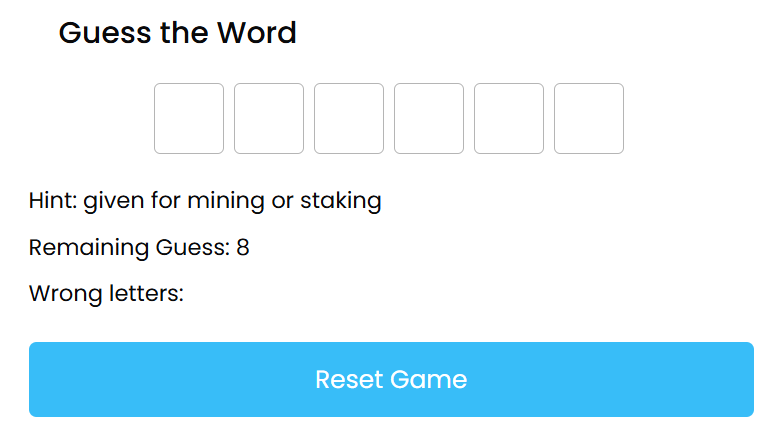 Guess the Word
Hint: given for mining or staking
Remaining Guess: 8
Wrong letters:
Reset Game